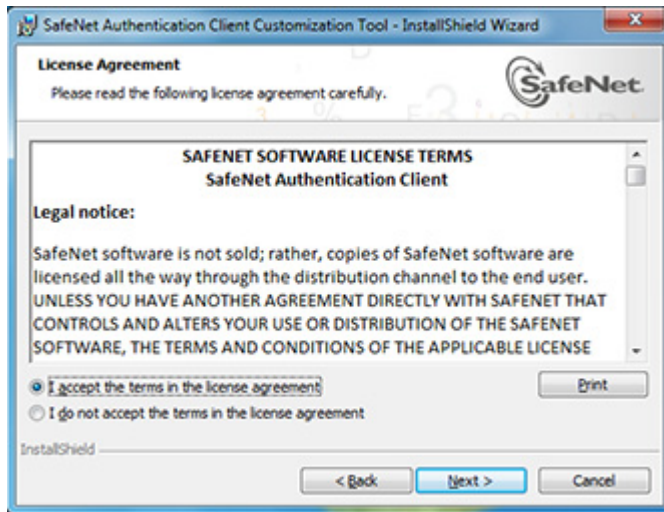 SafeNet Authentication Client Customization Tool - InstallShield Wizard
License Agreement
Please read the following license agreement carefully.
SafeNet.
SAFENET SOFTWARE LICENSE TERMS
SafeNet Authentication Client
Legal notice:
SafeNet software is not sold; rather, copies of SafeNet software are
licensed all the way through the distribution channel to the end user.
UNLESS YOU HAVE ANOTHER AGREEMENT DIRECTLY WITH SAFENET THAT
CONTROLS AND ALTERS YOUR USE OR DISTRIBUTION OF THE SAFENET
SOFTWARE, THE TERMS AND CONDITIONS OF THE APPLICABLE LICENSE
I accept the terms in the license agreement
Print
I do not accept the terms in the license agreement
InstallShield
< Back
Next >
Cancel